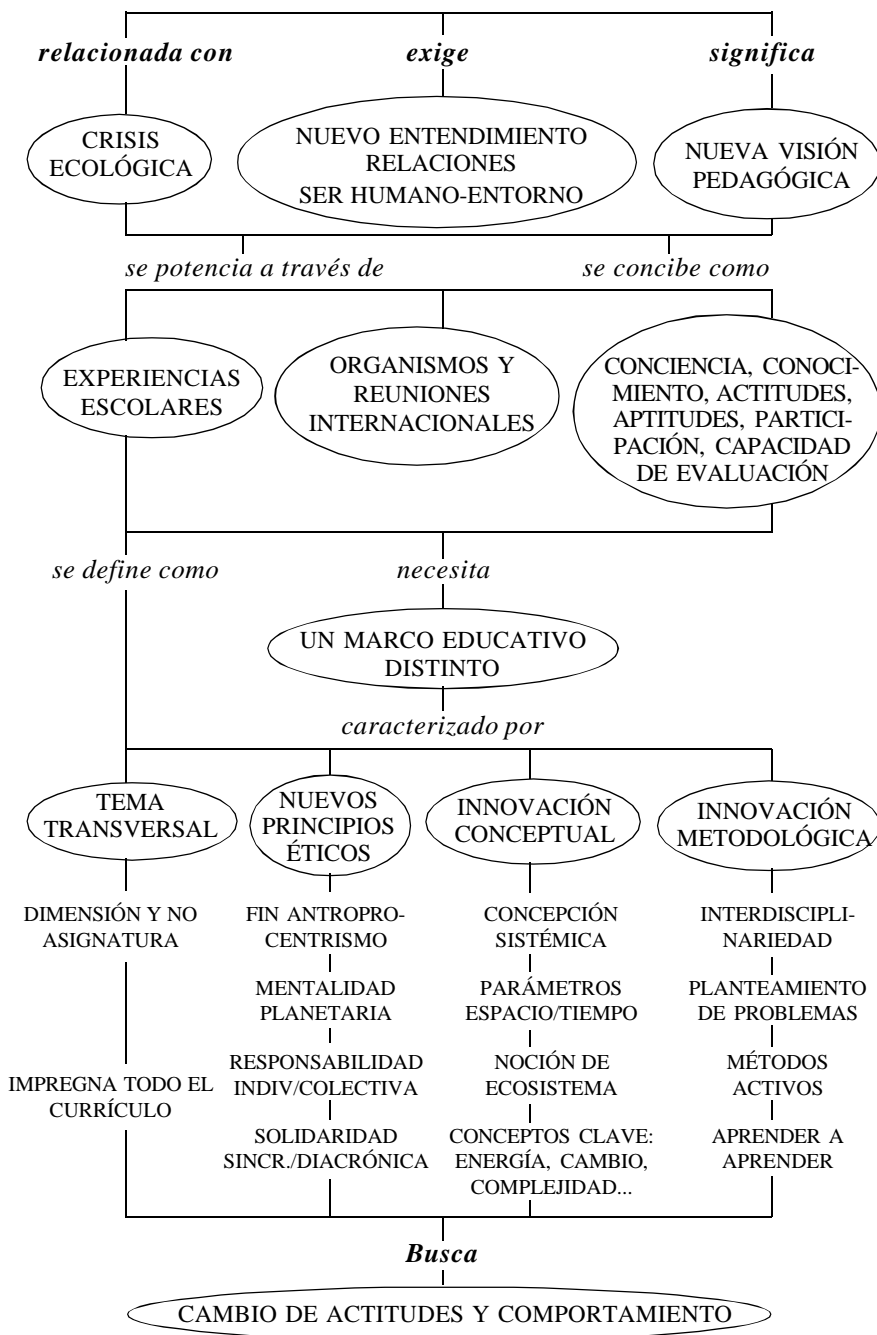 relacionada con
exige
significa
CRISIS
ECOLÓGICA
NUEVO ENTENDIMIENTO
RELACIONES
SER HUMANO-ENTORNO
NUEVA VISIÓN
PEDAGÓGICA
se potencia a través de
se concibe como
EXPERIENCIAS
ESCOLARES
ORGANISMOS Y
REUNIONES
INTERNACIONALES
CONCIENCIA, CONOCI-
MIENTO, ACTITUDES,
APTITUDES, PARTICI-
PACIÓN, CAPACIDAD
DE EVALUACIÓN
se define como
necesita
UN MARCO EDUCATIVO
DISTINTO
caracterizado por
TEMA
TRANSVERSAL
NUEVOS
PRINCIPIOS
ÉTICOS
INNOVACIÓN
CONCEPTUAL
INNOVACIÓN
METODOLÓGICA
DIMENSIÓN Y NO
ASIGNATURA
IMPREGNA TODO EL
CURRÍCULO
FIN ANTROPRO-
CENTRISMO
MENTALIDAD
PLANETARIA
RESPONSABILIDAD
INDIV/COLECTIVA
SOLIDARIDAD
SINCR./DIACRÓNICA
CONCEPCIÓN
SISTÉMICA
PARÁMETROS
ESPACIO/TIEMPO
NOCIÓN DE
ECOSISTEMA
CONCEPTOS CLAVE:
ENERGÍA, CAMBIO,
COMPLEJIDAD...
INTERDISCIPLI-
NARIEDAD
PLANTEAMIENTO
DE PROBLEMAS
MÉTODOS
ACTIVOS
APRENDER A
APRENDER
Busca
CAMBIO DE ACTITUDES Y COMPORTAMIENTO